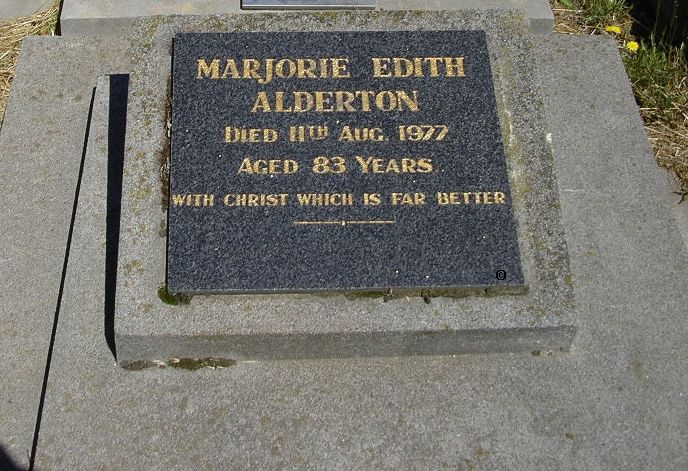 MARJORIE EDITH
ALDERTON
DIED 11TH AUG. 1977
AGED 83 YEARS
WITH CHRIST WHICH IS FAR BETTER